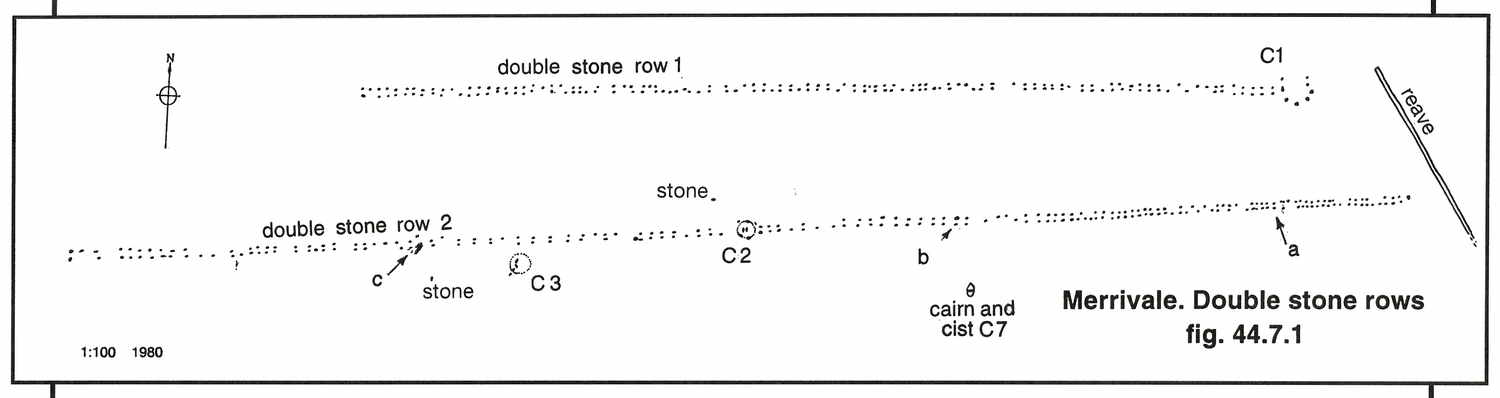 N
double stone row 1
C1
reave
stone
double stone row 2
C2
b
a
c
stone
C3
cairn and
cist C7
Merrivale. Double stone rows
fig. 44.7.1
1:100 1980